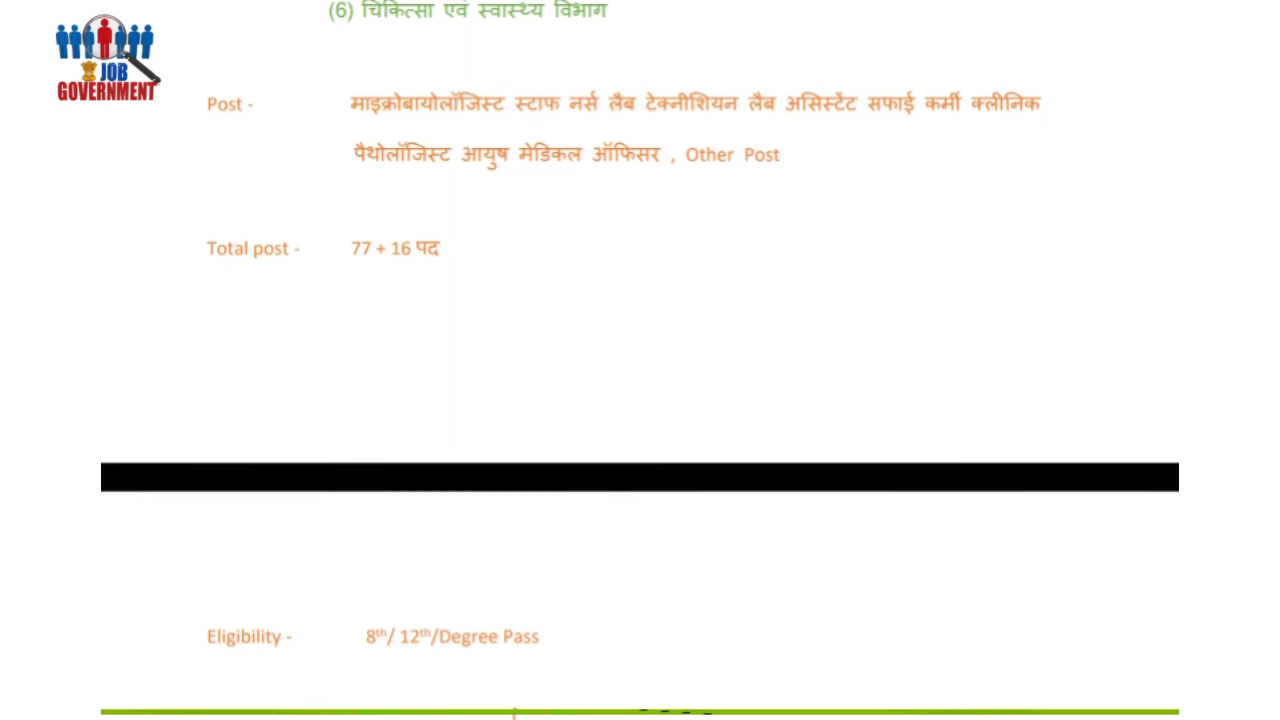 (6) चिकित्सा एवं स्वास्थ्य विभाग
JOB
GOVERNMENT
Post - माइक्रोबायोलॉजिस्ट स्टाफ नर्स लैब टेक्नीशियन लैब असिस्टेंट सफाई कर्मी क्लीनिक
पैथोलॉजिस्ट आयुष मेडिकल ऑफिसर , Other Post
Total post - 77 + 16 पद
Eligibility - 8th/ 12th/Degree Pass